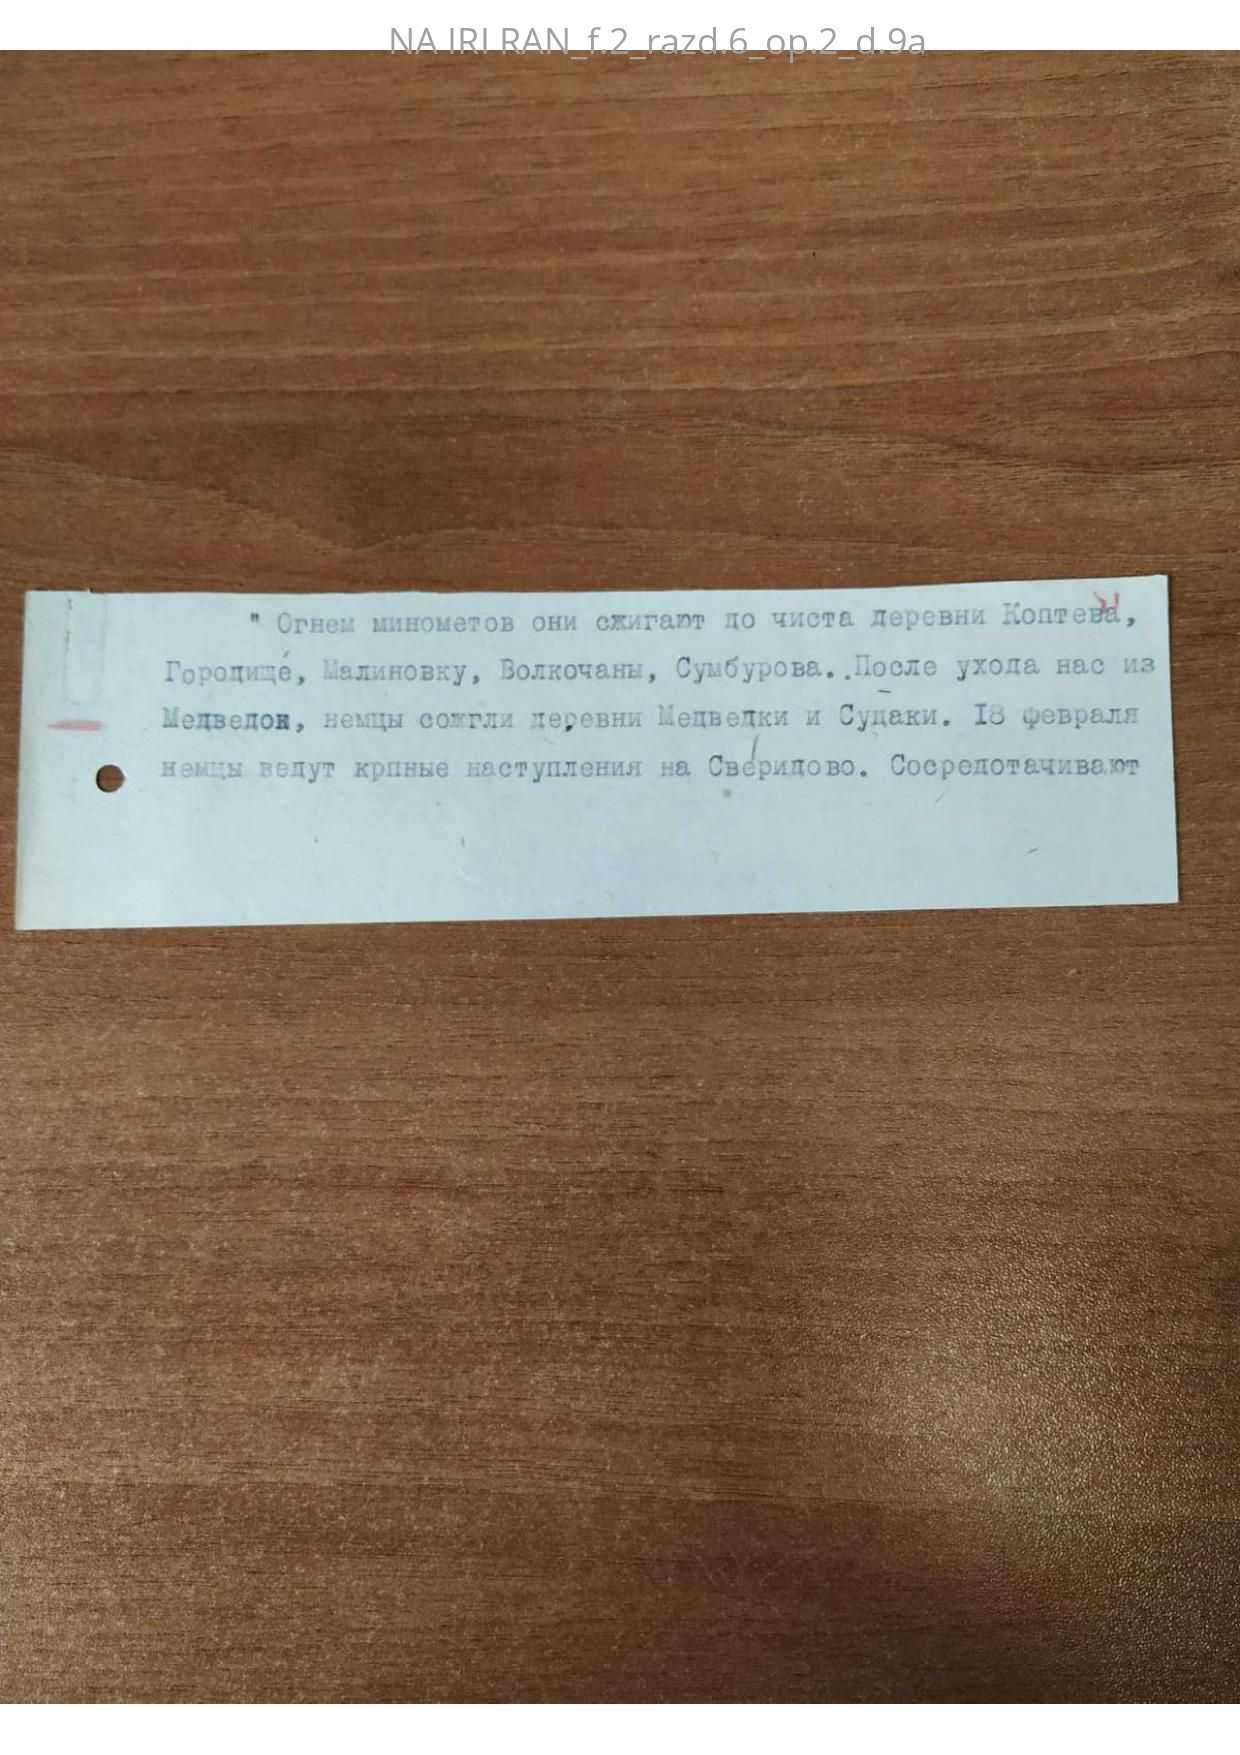 NA IRI RAN_f.2_razd.6_op.2_d.9a
" Огнем минометов они сжигают до чиста деревни Коптева,
Городище, Малиновку, Волкочаны, Сумбурова..После ухода нас из
Медведок, немцы сожгли деревни Медведки и Судаки. 18 февраля
немцы ведут крпные наступления на Сверидово. Сосредотачивают